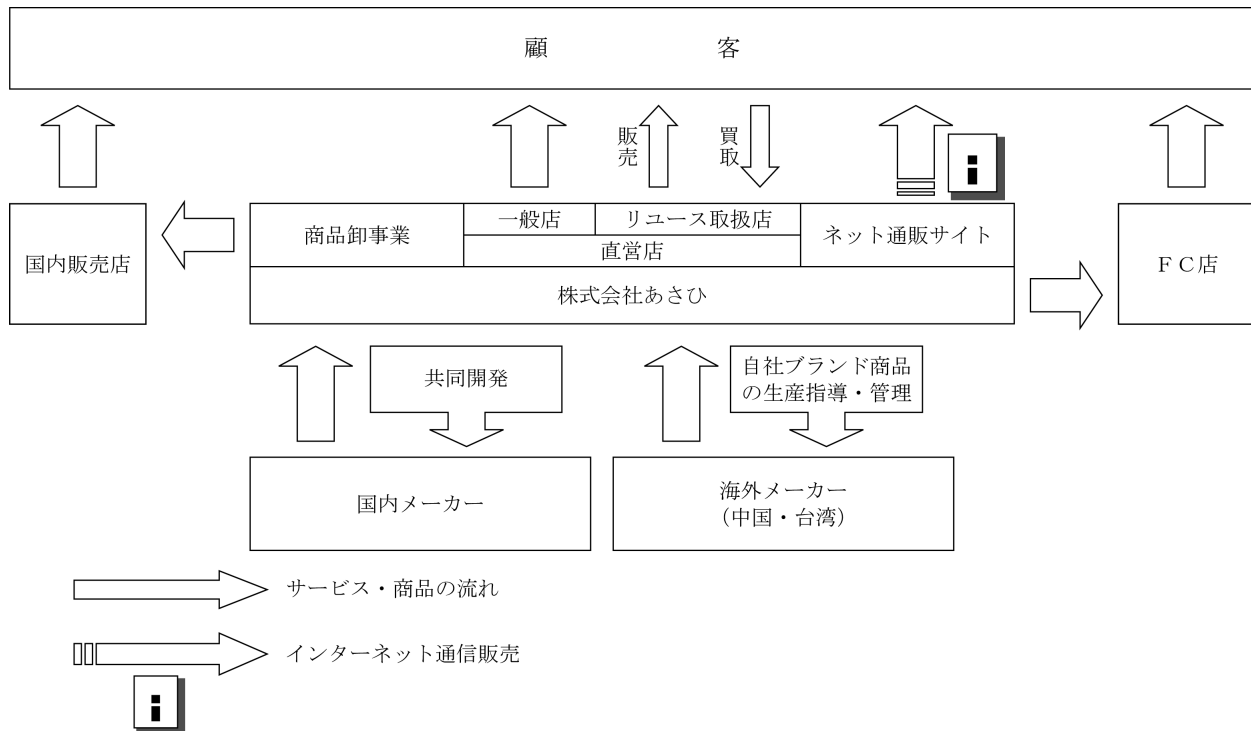 顧客
販売
買取
一般店
リユース取扱店
商品卸事業
直営店
ネット通販サイト
国内販売店
株式会社あさひ
ＦＣ店
共同開発
自社ブランド商品
の生産指導・管理
国内メーカー
海外メーカー
（中国・台湾）
サービス・商品の流れ
インターネット通信販売